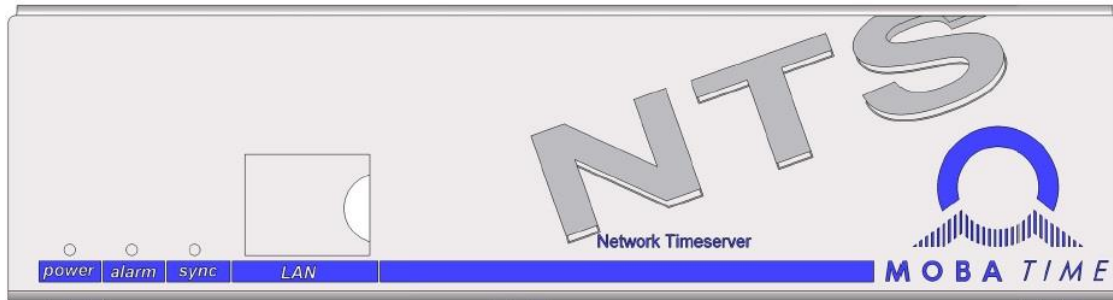 NTS
Network Timeserver
power alarm sync LAN
MOBA TIME